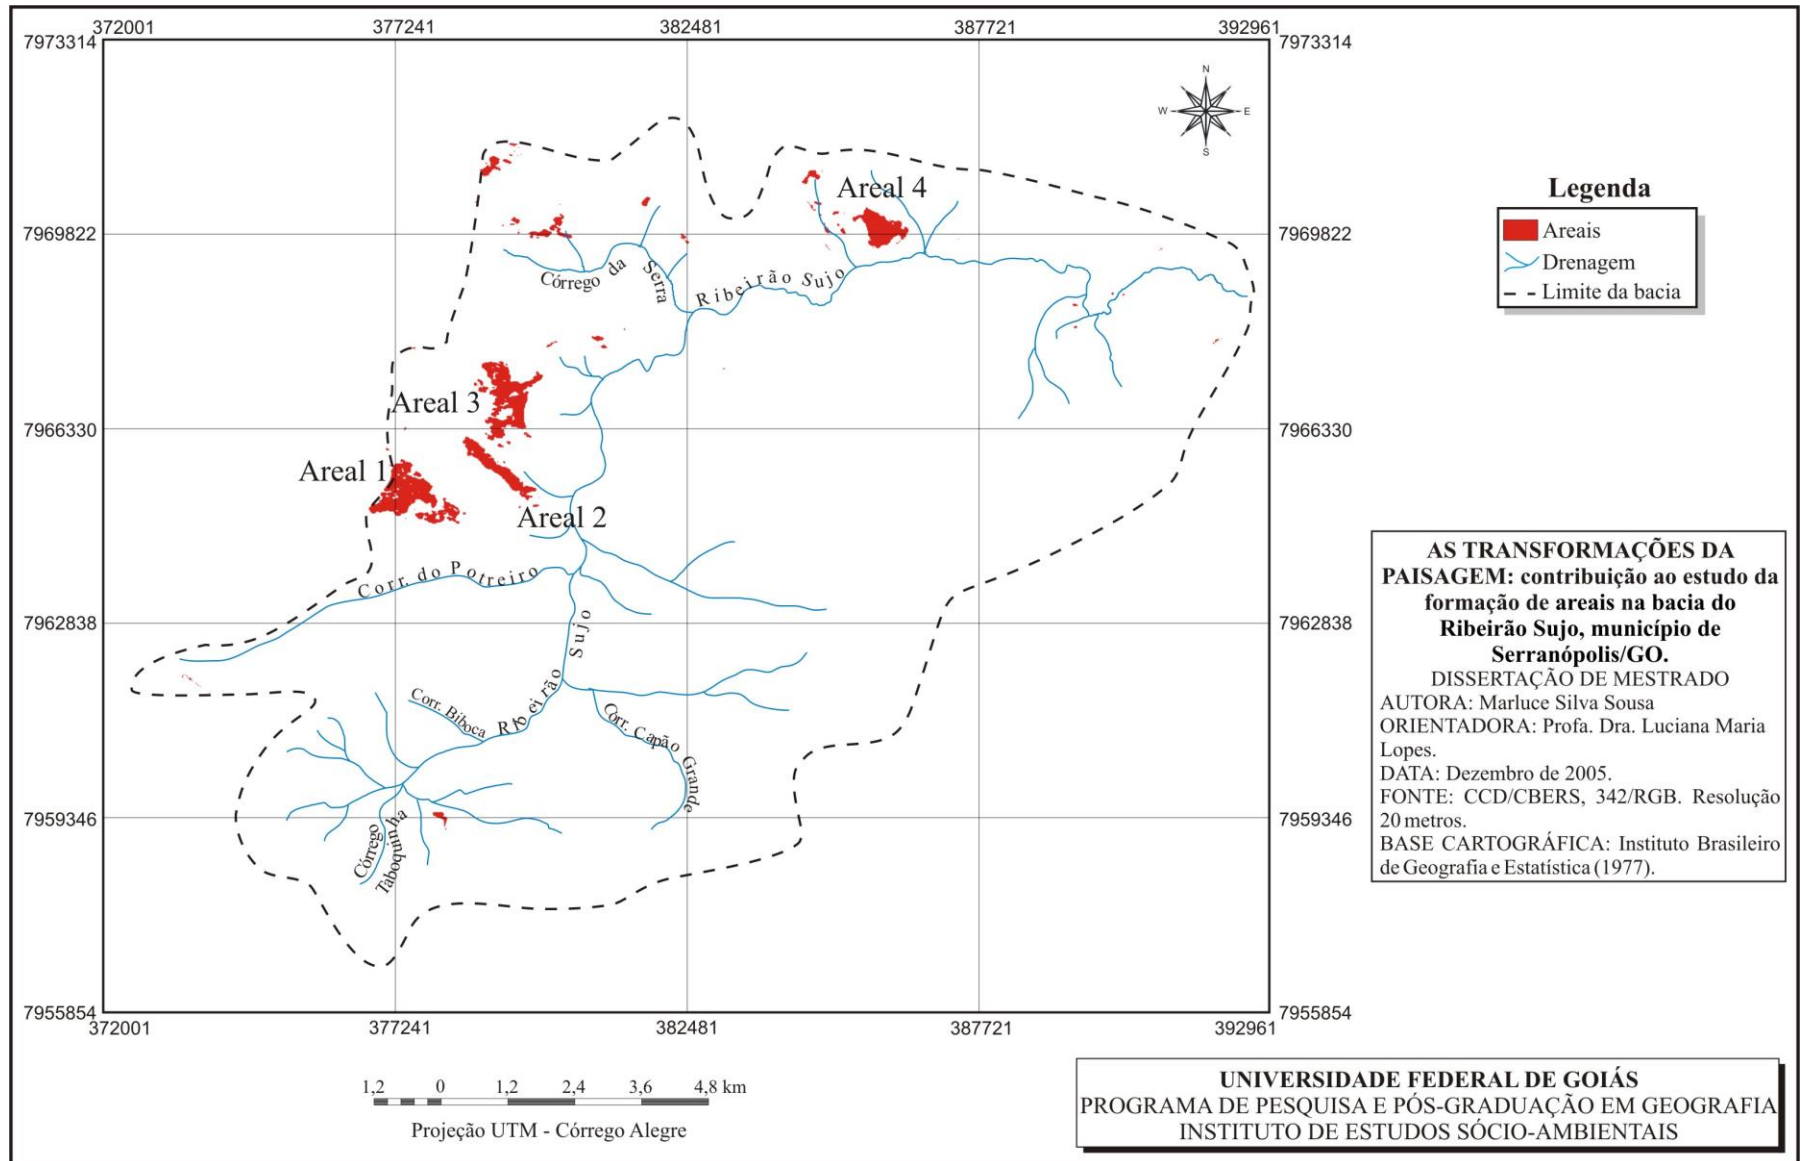 372001
377241
382481
387721
392961
7973314
7973314
N
W
E
S
Areal 4
Legenda
Areais
Drenagem
Limite da bacia
7969822
7969822
Córrego da Serra
Ribeirão Sujo
Areal 3
7966330
7966330
Areal 1
Areal 2
Corr. do Potreiro
7962838
7962838
Ribeirão Sujo
Corr. Biboca
Corr. Capão Grande
7959346
7959346
Córrego Taboquinha
AS TRANSFORMAÇÕES DA
PAISAGEM: contribuição ao estudo da
formação de areais na bacia do
Ribeirão Sujo, município de
Serranópolis/GO.
DISSERTAÇÃO DE MESTRADO
AUTORA: Marluce Silva Sousa
ORIENTADORA: Profa. Dra. Luciana Maria
Lopes.
DATA: Dezembro de 2005.
FONTE: CCD/CBERS, 342/RGB. Resolução
20 metros.
BASE CARTOGRÁFICA: Instituto Brasileiro
de Geografia e Estatística (1977).
7955854
7955854
372001
377241
382481
387721
392961
1,2 0 1,2 2,4 3,6 4,8 km
Projeção UTM - Córrego Alegre
UNIVERSIDADE FEDERAL DE GOIÁS
PROGRAMA DE PESQUISA E PÓS-GRADUAÇÃO EM GEOGRAFIA
INSTITUTO DE ESTUDOS SÓCIO-AMBIENTAIS